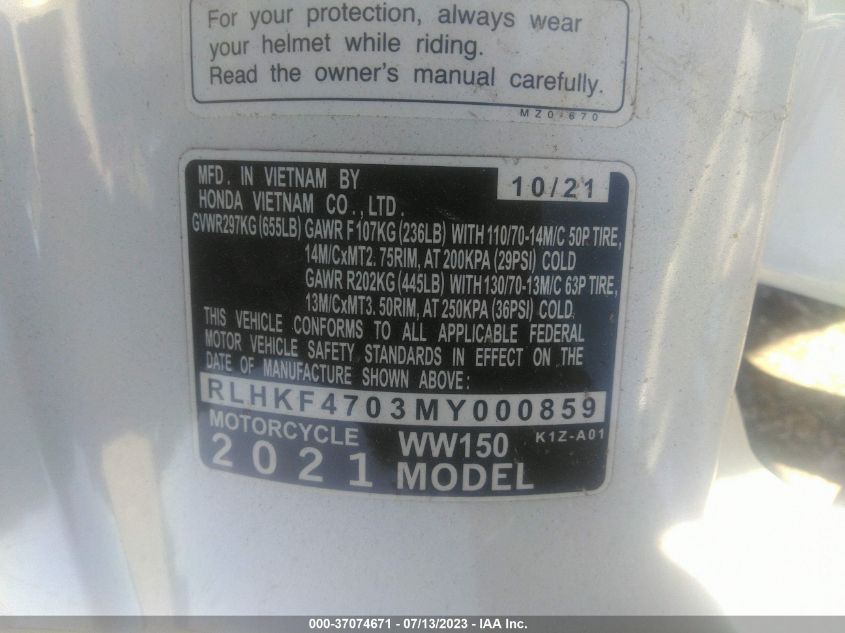 For your protection, always wear
your helmet while riding.
Read the owner's manual carefully.
MZ0-670
MFD. IN VIETNAM BY 10/21
HONDA VIETNAM CO.,LTD.
GVWR297KG (655LB) GAWR F107KG (236LB) WITH 110/70-14M/C 50P TIRE,
14M/CxMT2. 75RIM, AT 200KPA (29PSI) COLD
GAWR R202KG (445LB) WITH 130/70-13M/C 63P TIRE,
13M/CxMT3. 50RIM, AT 250KPA (36PSI) COLD
THIS VEHICLE CONFORMS TO ALL APPLICABLE FEDERAL
MOTOR VEHICLE SAFETY STANDARDS IN EFFECT ON THE
DATE OF MANUFACTURE SHOWN ABOVE:
RLHKF4703MY000859
MOTORCYCLE WW150 K1Z-A01
2021 MODEL
000-37074671 - 07/13/2023 - IAA Inc.